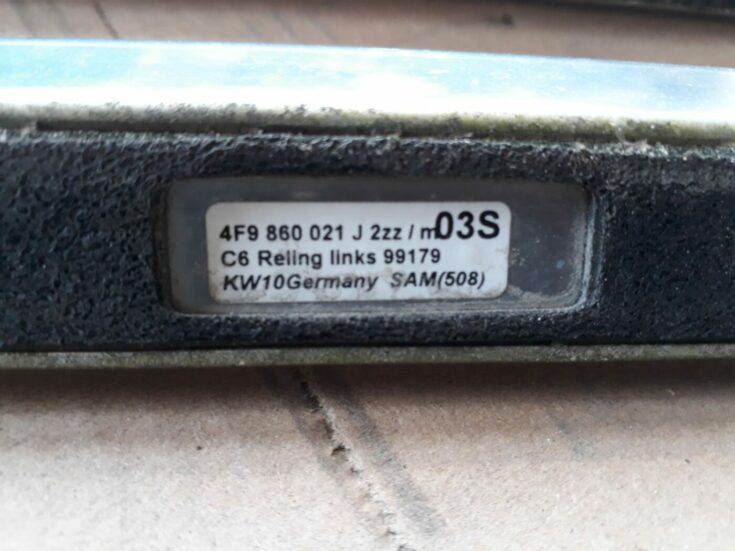 4F9 860 021 J 2zz / m03S
C6 Reling links 99179
KW10Germany SAM(508)